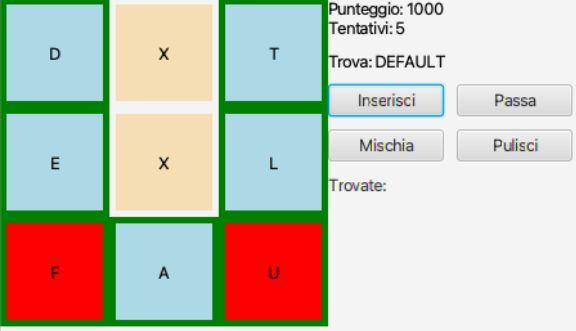 D X T
E X L
F A U
Punteggio: 1000
Tentativi: 5
Trova: DEFAULT
Inserisci Passa
Mischia Pulisci
Trovate: